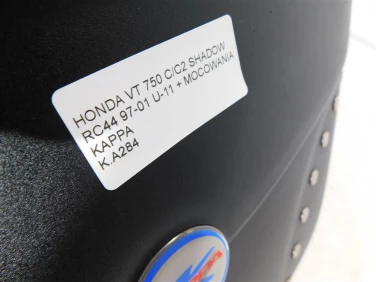 HONDA VT 750 C/C2 SHADOW
RC44 97-01 U-11 + MOCOWANIA
KAPPA
K.A284